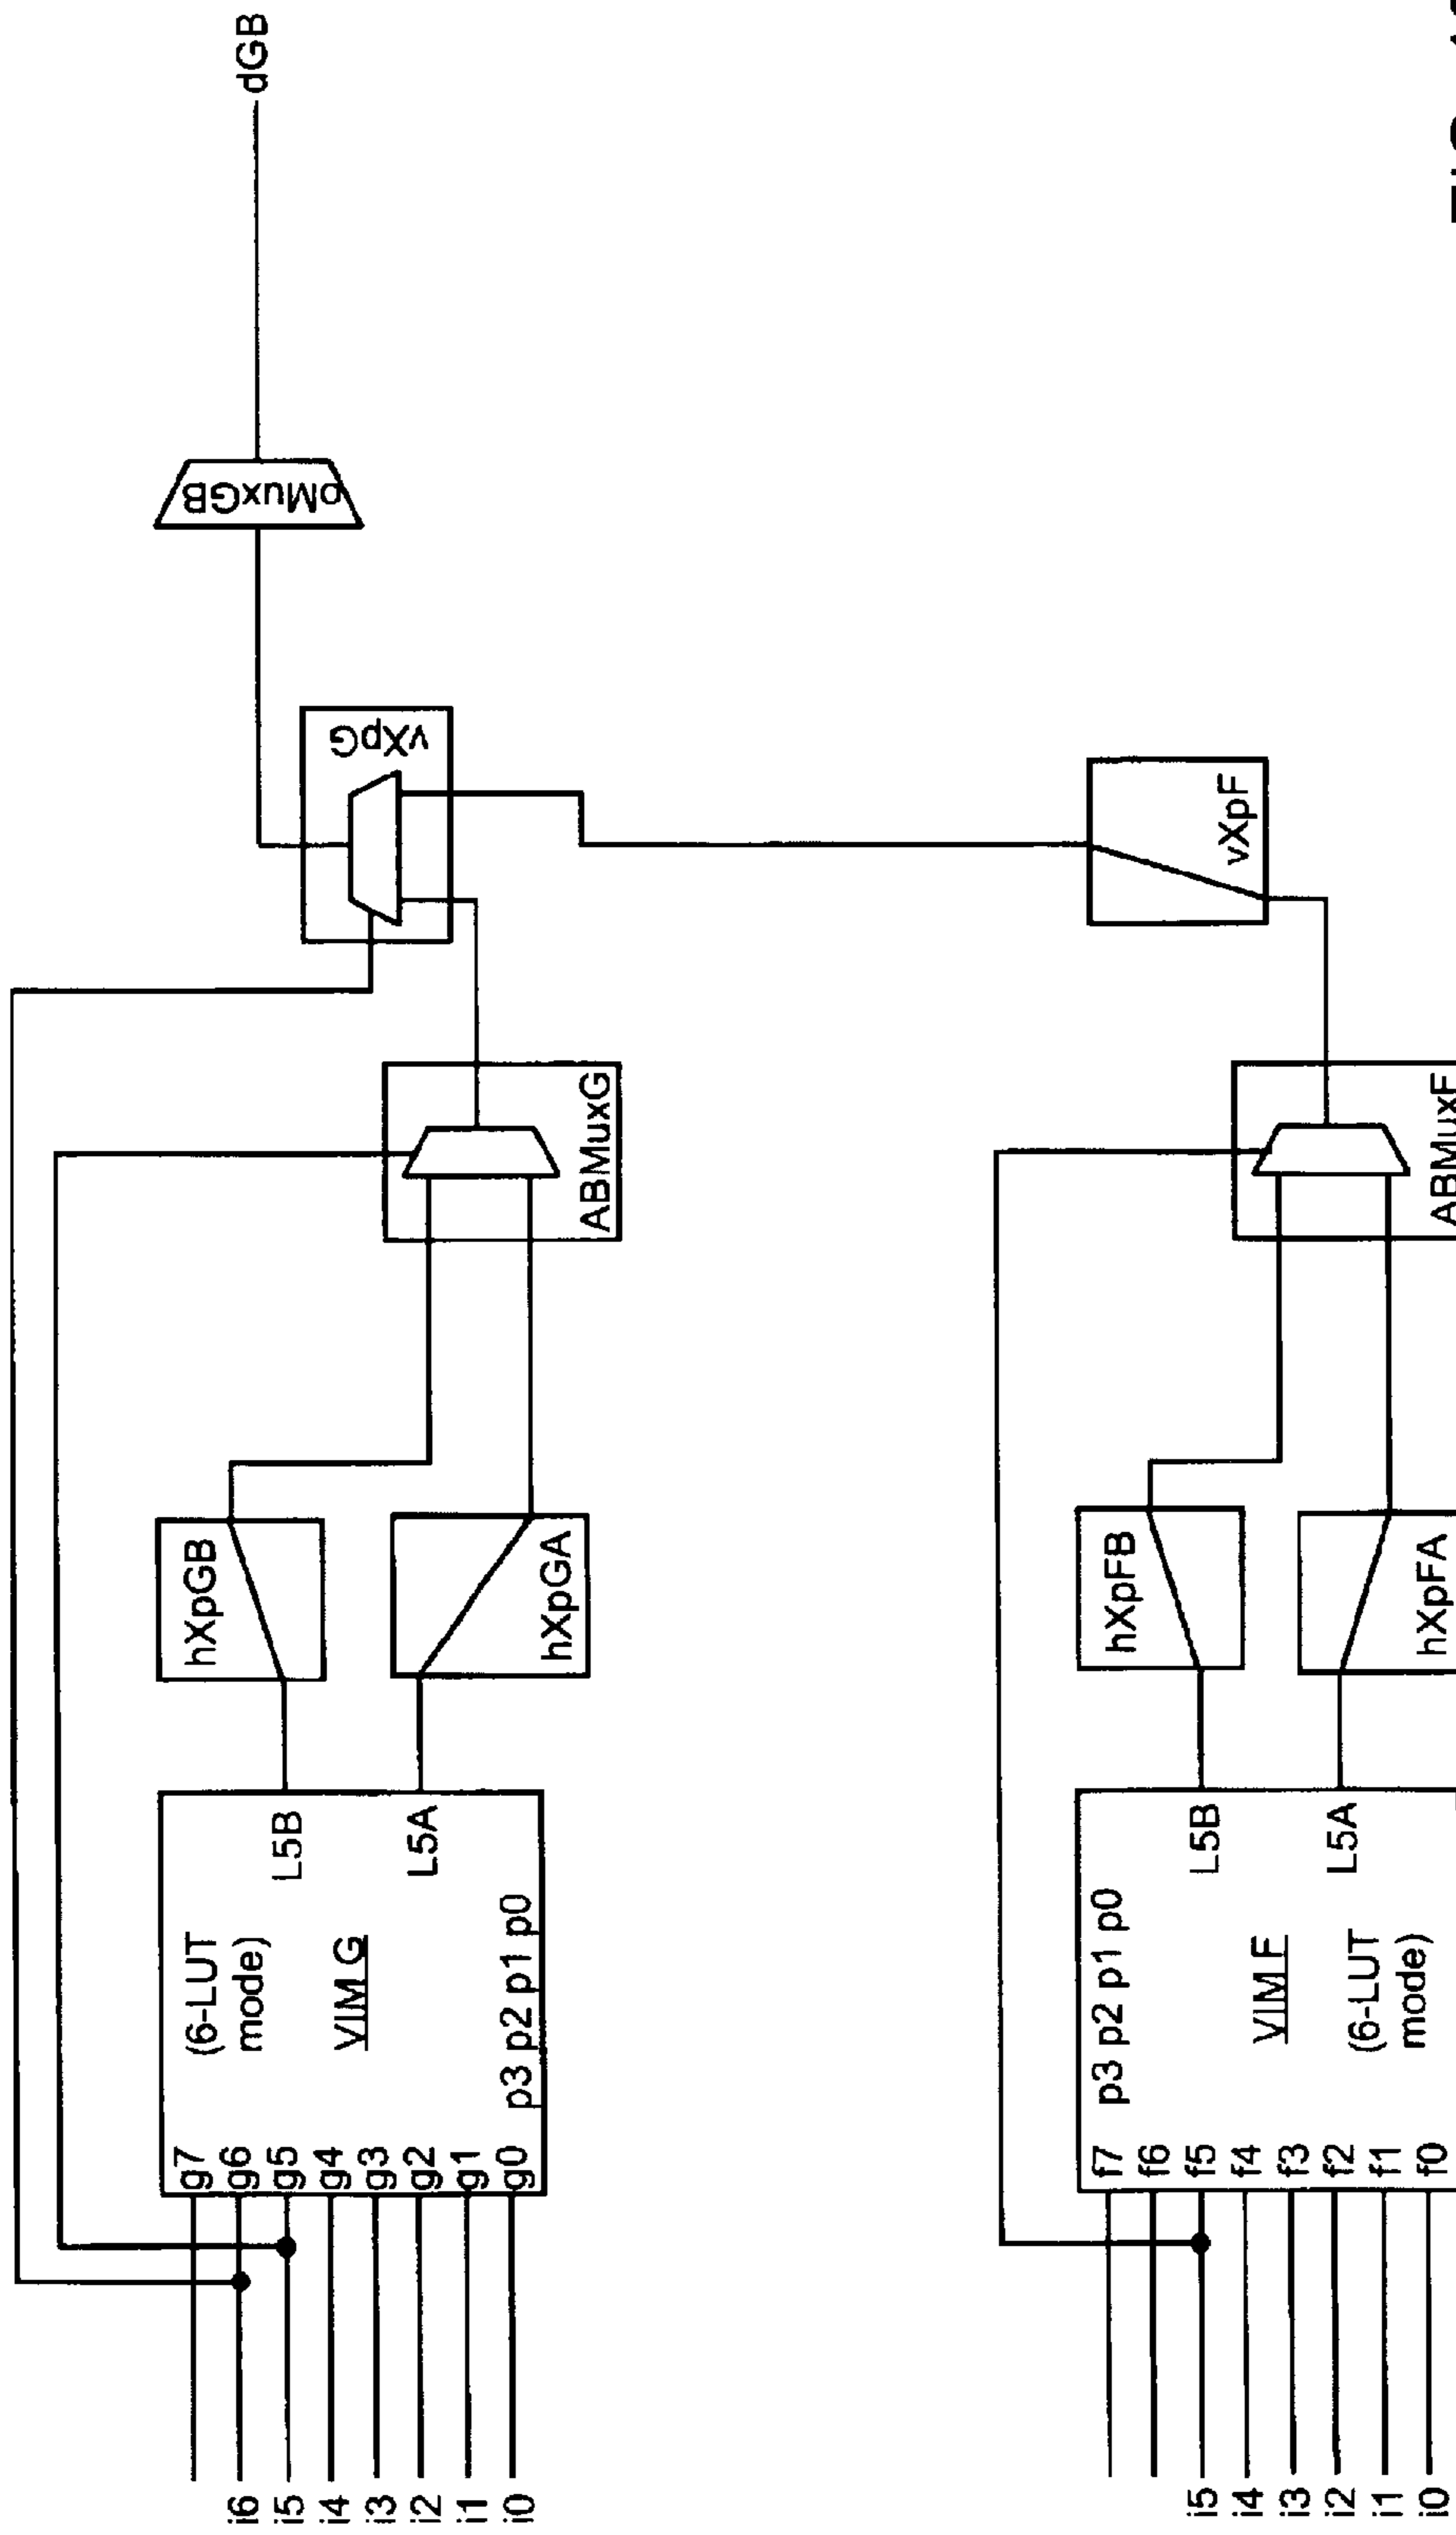 dGB
pMuxGB
vXpG
vXpF
ABMuxG
hXpGB
hXpGA
hXpFB
hXpFA
L5B
L5A
(6-LUT
mode)
VIM G
p3 p2 p1 p0
g7
g6
g5
g4
g3
g2
g1
g0
i6
i5
i4
i3
i2
i1
i0
L5B
L5A
p3 p2 p1 p0
VIM F
(6-LUT
mode)
f7
f6
f5
f4
f3
f2
f1
f0
i5
i4
i3
i2
i1
i0